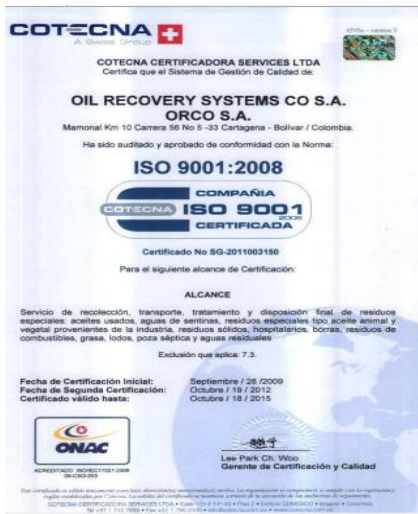 COTECNA
A Swiss Group
COTECNA CERTIFICADORA SERVICES LTDA
Certifica que el Sistema de Gestión de Calidad de:
OIL RECOVERY SYSTEMS CO S.A.
ORCO S.A.
Mamonal Km 10 Carrera 56 No 5 -33 Cartagena - Bolívar / Colombia.
Ha sido auditado y aprobado de conformidad con la Norma:
ISO 9001:2008
COMPAÑIA
COTECNA ISO 9001
2008
CERTIFICADA
Certificado No SG-2011003150
Para el siguiente alcance de Certificación:
ALCANCE
Servicio de recolección, transporte, tratamiento y disposición final de residuos
especiales: aceites usados, aguas de sentinas, residuos especiales tipo aceite animal y
vegetal provenientes de la industria, residuos sólidos, hospitalarios, borras, residuos de
combustibles, grasa, lodos, poza séptica y aguas residuales
Exclusión que aplica: 7.3.
Fecha de Certificación Inicial: Septiembre / 28 /2009
Fecha de Segunda Certificación: Octubre / 19 / 2012
Certificado válido hasta: Octubre / 18 / 2015
ONAC
ACREDITADO ISO/IEC17021:2006
Lee Park Ch. Woo
Gerente de Certificación y Calidad